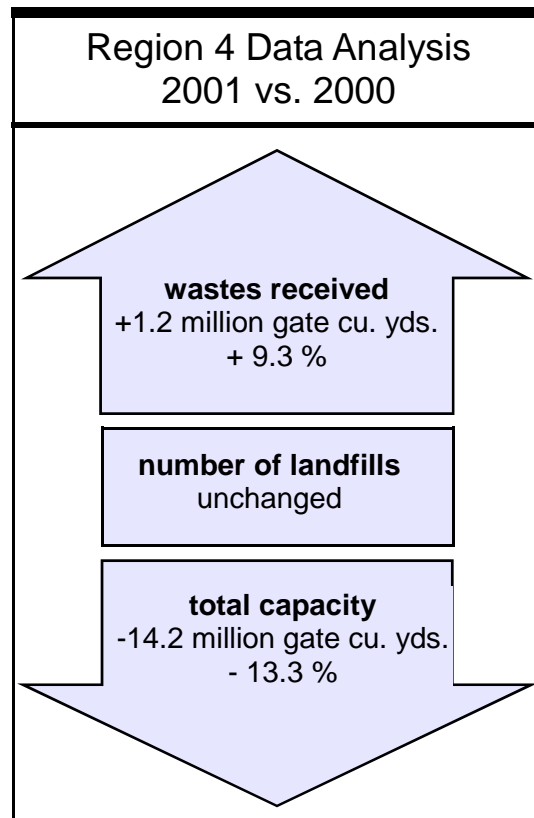 Region 4 Data Analysis
2001 vs. 2000
wastes received
+1.2 million gate cu. yds.
+ 9.3 %
number of landfills
unchanged
total capacity
-14.2 million gate cu. yds.
- 13.3 %